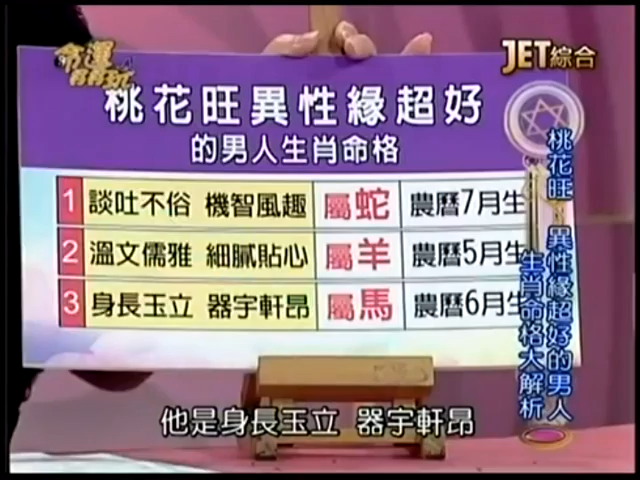 命運好好玩
JET綜合
桃花旺異性緣超好
的男人生肖命格
1 談吐不俗 機智風趣 屬蛇 農曆7月生
2 溫文儒雅 細膩貼心 屬羊 農曆5月生
3 身長玉立 器宇軒昂 屬馬 農曆6月生
桃花旺、異性緣超好的男人
生肖命格大解析
他是身長玉立 器宇軒昂